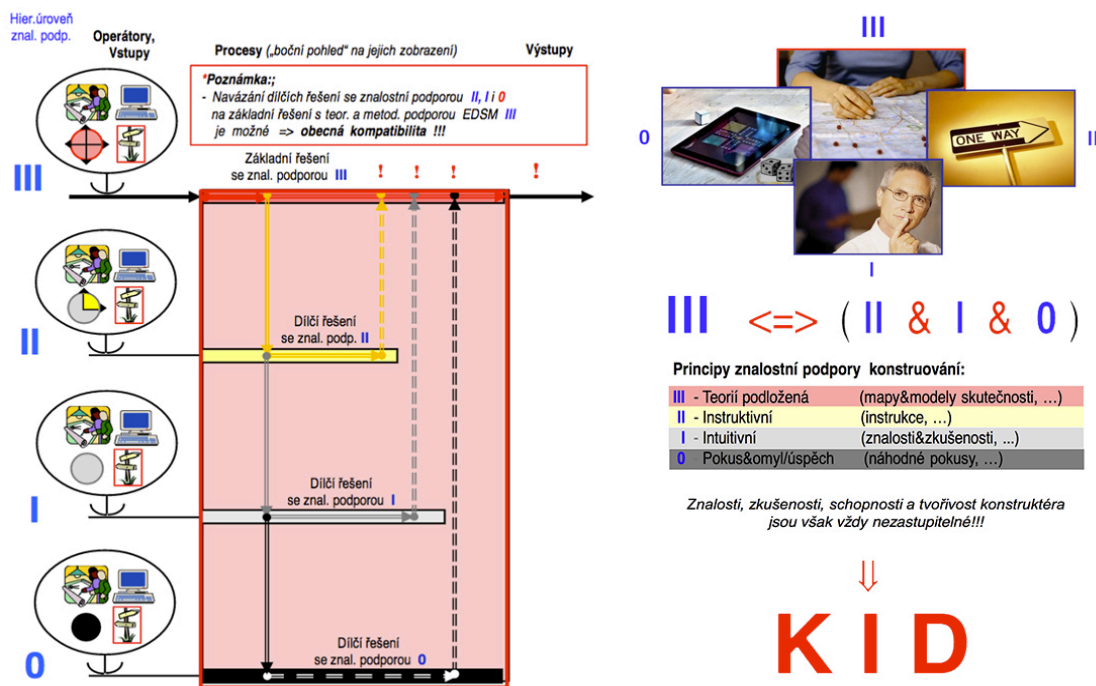 Hier.úroveň
znal. podp.
Operátory,
Vstupy
Procesy („boční pohled“ na jejich zobrazení)
Výstupy
*Poznámka:;
- Navázání dílčích řešení se znalostní podporou II, I i 0
na základní řešení s teor. a metod. podporou EDSM III
je možné => obecná kompatibilita !!!
III
Základní řešení
se znal. podporou III
! ! ! !
II
Dílčí řešení
se znal. podp. II
I
Dílčí řešení
se znal. podporou I
0
Dílčí řešení
se znal. podporou 0
III
0
ONE WAY
II
I
III <=> ( II & I & 0 )
Principy znalostní podpory konstruování:
III - Teorií podložená (mapy&modely skutečnosti, …)
II - Instruktivní (instrukce, …)
I - Intuitivní (znalosti&zkušenosti, ...)
0 - Pokus&omyl/úspěch (náhodné pokusy, …)
Znalosti, zkušenosti, schopnosti a tvořivost konstruktéra
jsou však vždy nezastupitelné!!!
⇓
K I D